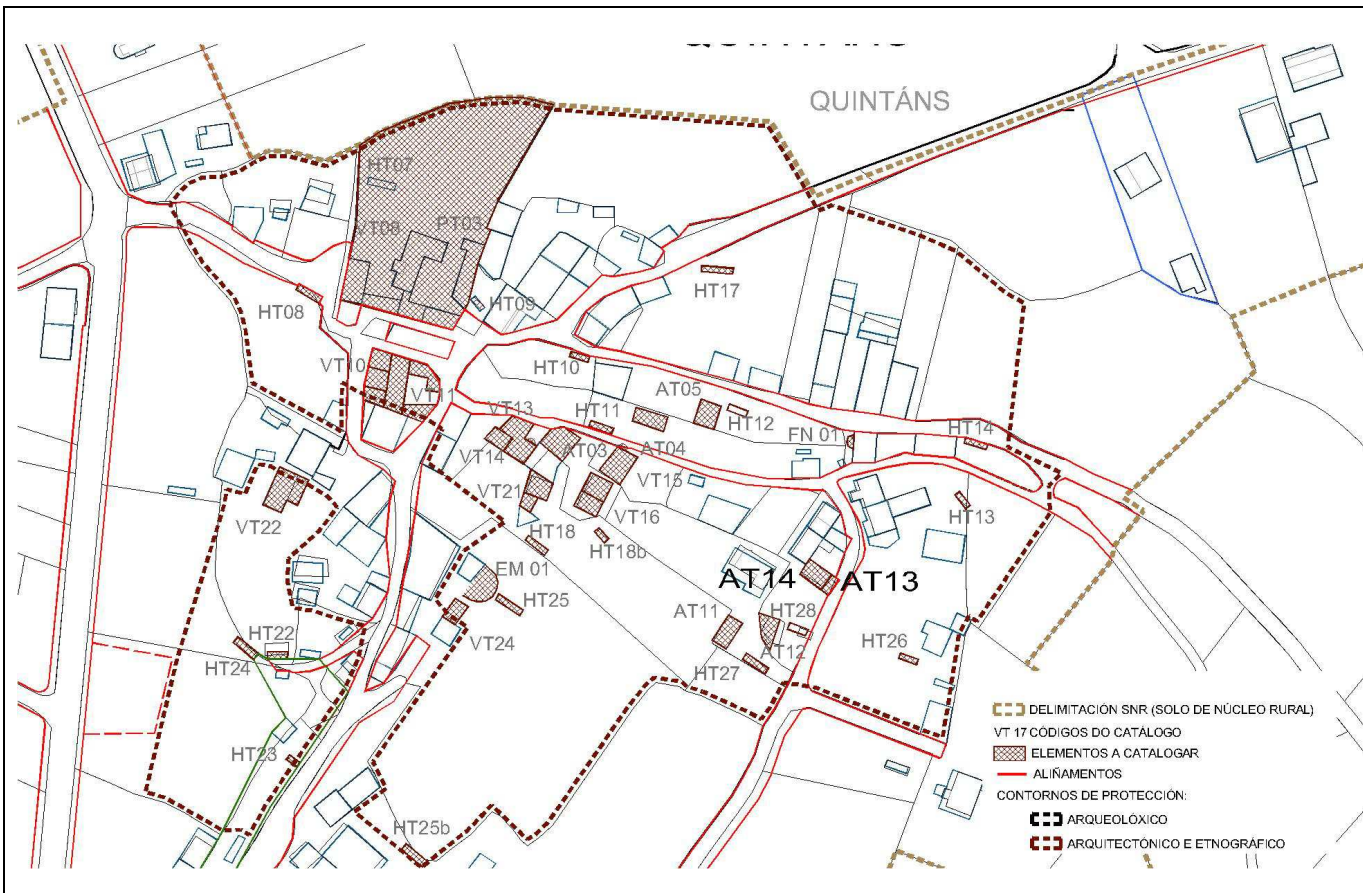 QUINTÁNS
HT07
VT08
PT03
HT08
HT09
HT17
VT10
VT11
HT10
AT05
HT12
HT11
VT13
VT14
AT03
AT04
FN 01
HT14
VT15
VT21
VT16
VT22
HT18
HT18b
HT13
EM 01
HT25
AT14
AT13
VT24
AT11
HT28
AT12
HT27
HT26
HT22
HT24
HT23
HT25b
DELIMITACIÓN SNR (SOLO DE NÚCLEO RURAL)
VT 17 CÓDIGOS DO CATÁLOGO
ELEMENTOS A CATALOGAR
ALIÑAMENTOS
CONTORNOS DE PROTECCIÓN:
ARQUEOLÓXICO
ARQUITECTÓNICO E ETNOGRÁFICO